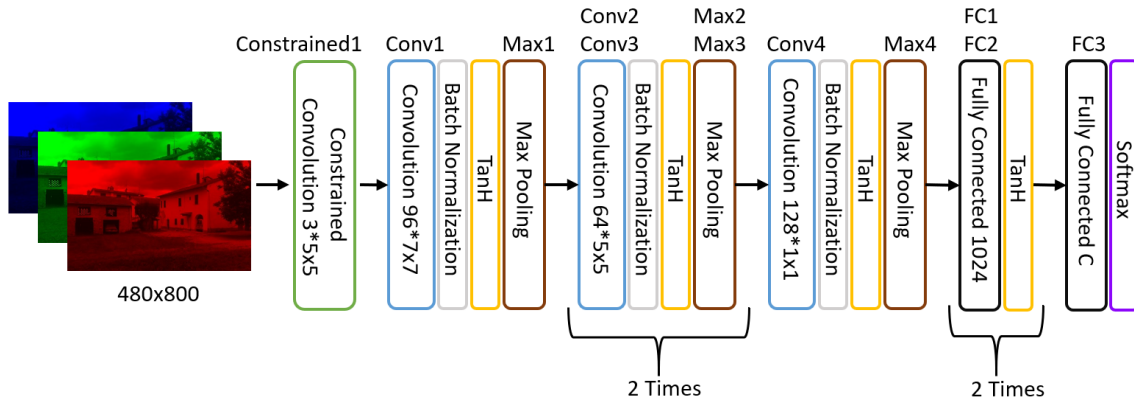 Constrained1
Conv1
Max1
Conv2
Conv3
Max2
Max3
Conv4
Max4
FC1
FC2
FC3
480x800
Constrained
Convolution 3*5x5
Convolution 96*7x7
Batch Normalization
TanH
Max Pooling
Convolution 64*5x5
Batch Normalization
TanH
Max Pooling
Convolution 128*1x1
Batch Normalization
TanH
Max Pooling
Fully Connected 1024
TanH
Fully Connected C
Softmax
2 Times
2 Times